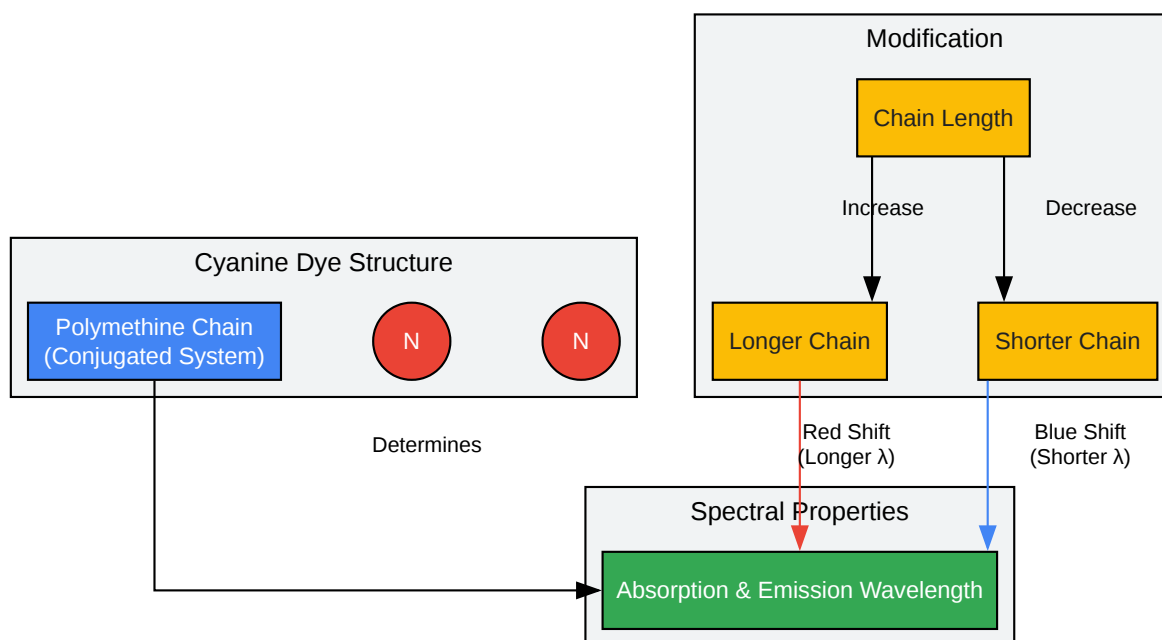 Modification
Chain Length
Increase
Decrease
Cyanine Dye Structure
Polymethine Chain
(Conjugated System)
N
N
Longer Chain
Shorter Chain
Determines
Red Shift
(Longer λ)
Blue Shift
(Shorter λ)
Spectral Properties
Absorption & Emission Wavelength